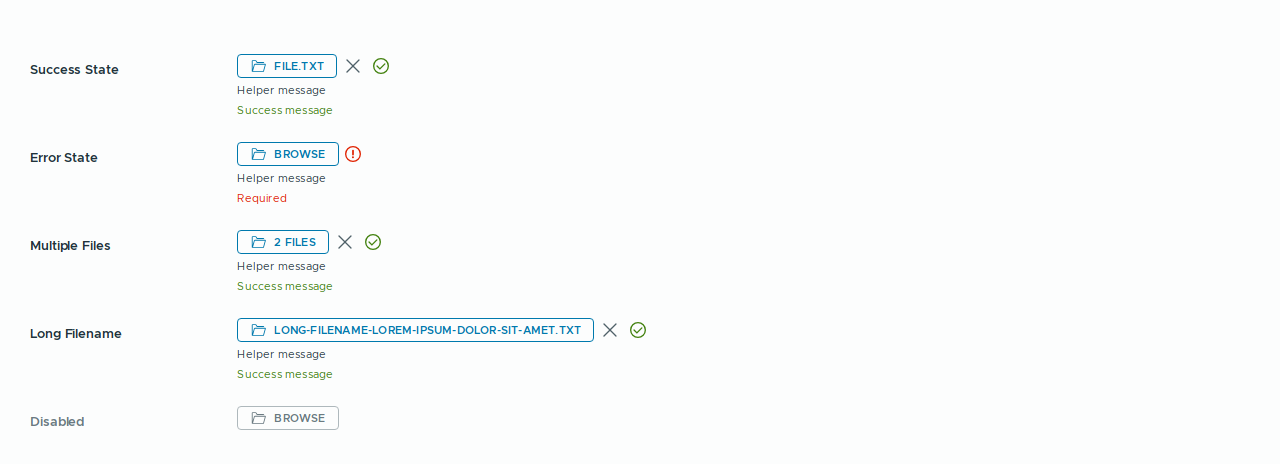 Success State
FILE.TXT
Helper message
Success message
Error State
BROWSE
Helper message
Required
Multiple Files
2 FILES
Helper message
Success message
Long Filename
LONG-FILENAME-LOREM-IPSUM-DOLOR-SIT-AMET.TXT
Helper message
Success message
Disabled
BROWSE